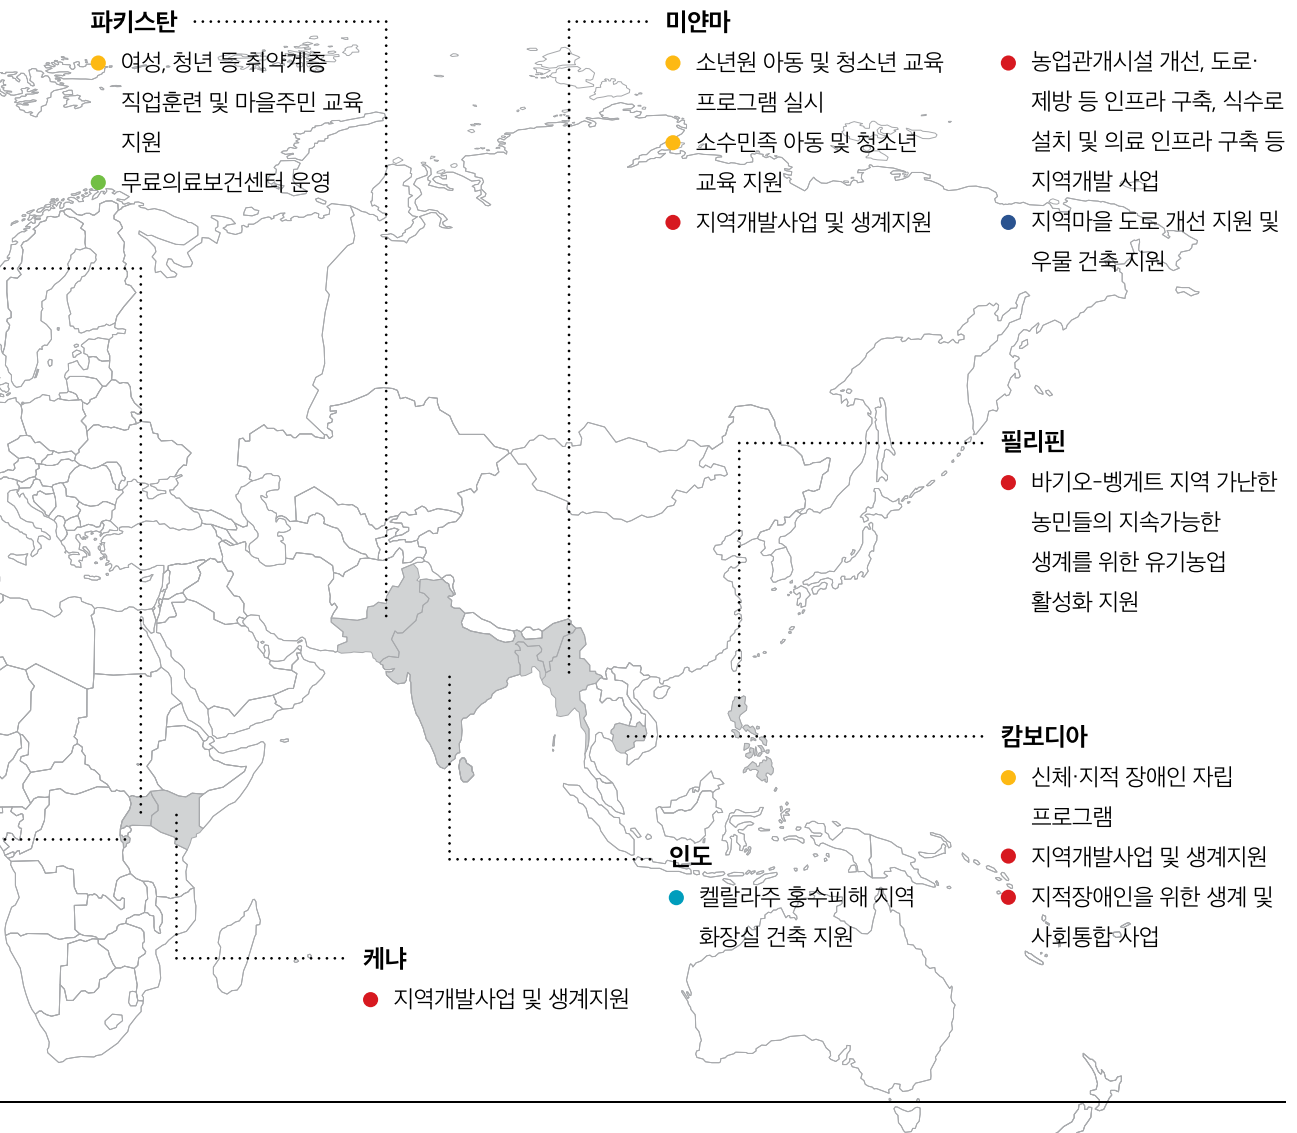 파키스탄
여성, 청년 등 취약계층
직업훈련 및 마을주민 교육
지원
무료의료보건센터 운영
미얀마
소년원 아동 및 청소년 교육
프로그램 실시
소수민족 아동 및 청소년
교육 지원
지역개발사업 및 생계지원
농업관개시설 개선, 도로·
제방 등 인프라 구축, 식수로
설치 및 의료 인프라 구축 등
지역개발 사업
지역마을 도로 개선 지원 및
우물 건축 지원
필리핀
바기오-벵게트 지역 가난한
농민들의 지속가능한
생계를 위한 유기농업
활성화 지원
캄보디아
신체·지적 장애인 자립
프로그램
지역개발사업 및 생계지원
지적장애인을 위한 생계 및
사회통합 사업
인도
켈랄라주 홍수피해 지역
화장실 건축 지원
케냐
지역개발사업 및 생계지원